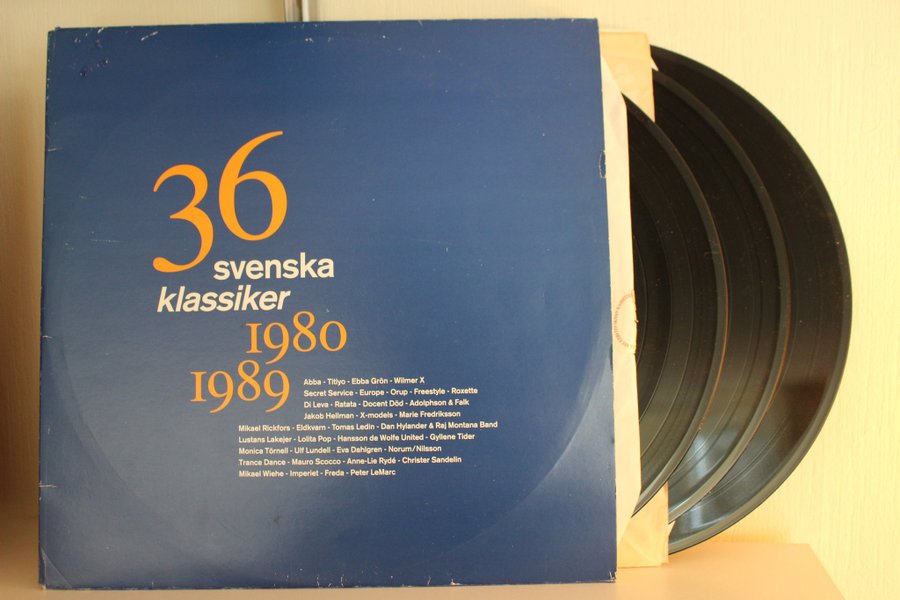 36
svenska
klassiker
1980
1989
Abba - Titiyo - Ebba Grön - Wilmer X
Secret Service - Europe - Orup - Freestyle - Roxette
Di Leva - Ratata - Docent Död - Adolphson & Falk
Jakob Hellman - X-models - Marie Fredriksson
Mikael Rickfors - Eldkvarn - Tomas Ledin - Dan Hylander & Raj Montana Band
Lustans Lakejer - Lolita Pop - Hansson de Wolfe United - Gyllene Tider
Monica Törnell - Ulf Lundell - Eva Dahlgren - Norum/Nilsson
Trance Dance - Mauro Scocco - Anne-Lie Rydé - Christer Sandelin
Mikael Wiehe - Imperiet - Freda - Peter LeMarc